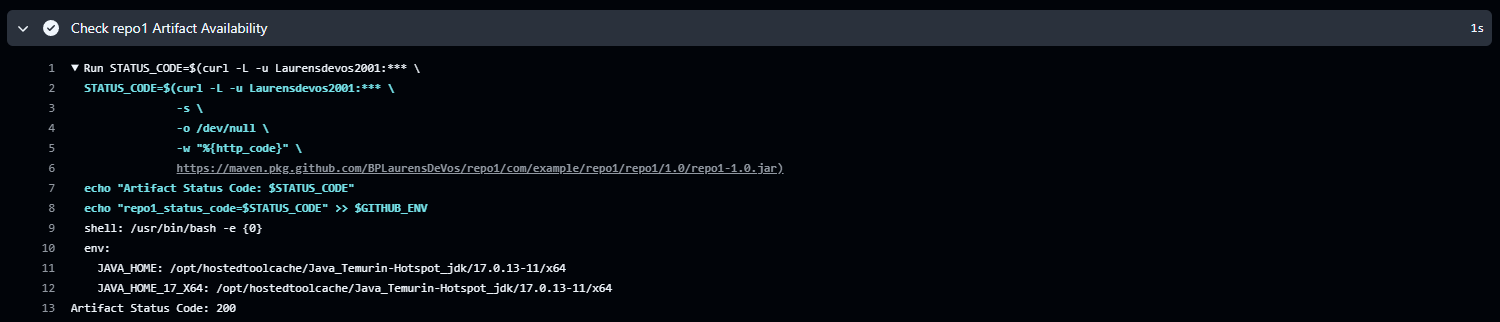 Check repo1 Artifact Availability 1s
1 ▼ Run STATUS_CODE=$(curl -L -u Laurensdevos2001:*** \
2 STATUS_CODE=$(curl -L -u Laurensdevos2001:*** \
3 -s \
4 -o /dev/null \
5 -w "%{http_code}" \
6 https://maven.pkg.github.com/BPLaurensDeVos/repo1/com/example/repo1/repo1/1.0/repo1-1.0.jar)
7 echo "Artifact Status Code: $STATUS_CODE"
8 echo "repo1_status_code=$STATUS_CODE" >> $GITHUB_ENV
9 shell: /usr/bin/bash -e {0}
10 env:
11 JAVA_HOME: /opt/hostedtoolcache/Java_Temurin-Hotspot_jdk/17.0.13-11/x64
12 JAVA_HOME_17_X64: /opt/hostedtoolcache/Java_Temurin-Hotspot_jdk/17.0.13-11/x64
13 Artifact Status Code: 200